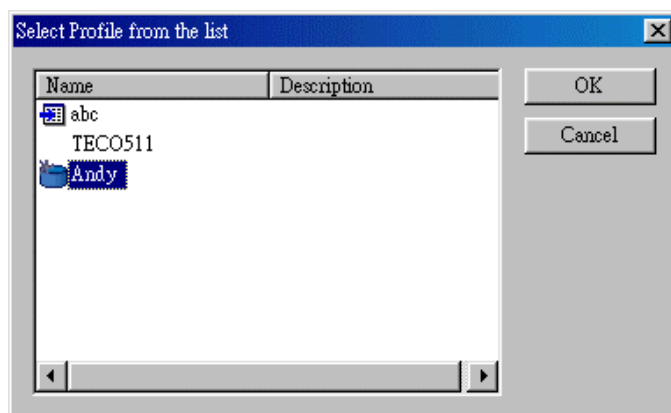 Select Profile from the list
Name Description
OK
abc
TECO511
Cancel
Andy